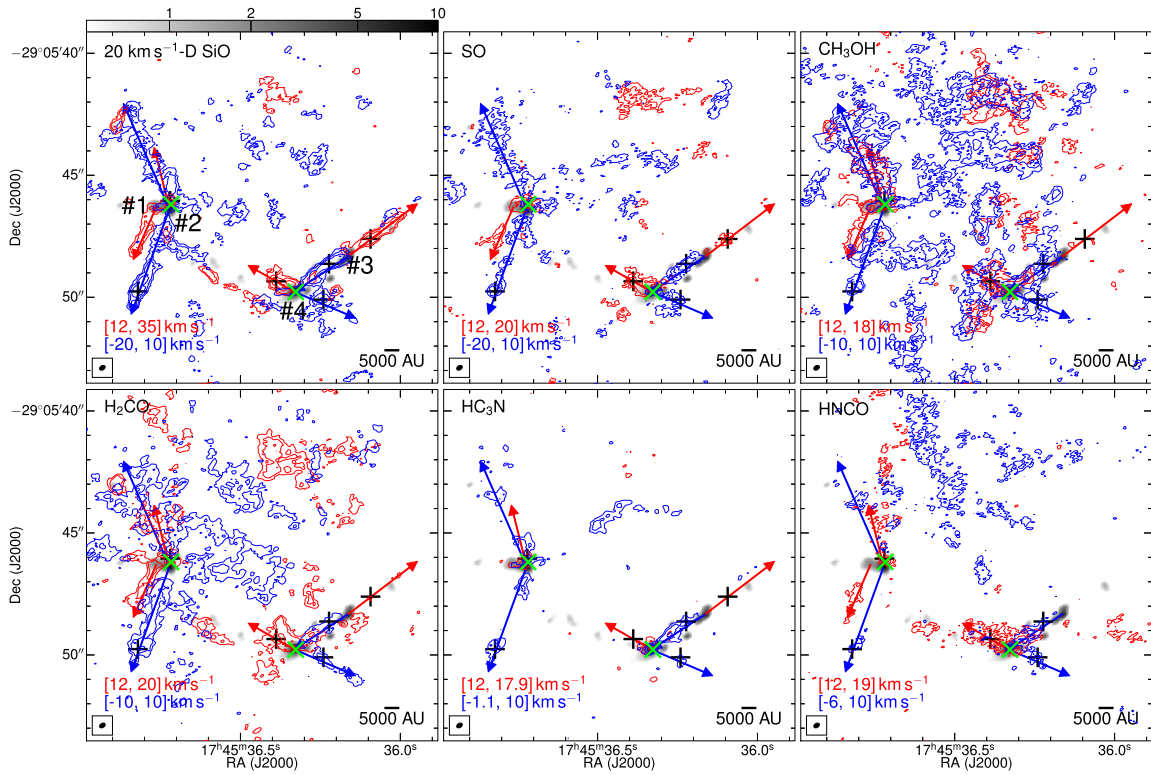 1 2 5 10
20 km s⁻¹-D SiO SO CH₃OH
−29°05′40″
45″
50″
Dec (J2000)
#1
#2
#3
#4
[12, 35] km s⁻¹ [12, 20] km s⁻¹ [12, 18] km s⁻¹
[-20, 10] km s⁻¹ [-20, 10] km s⁻¹ [-10, 10] km s⁻¹
5000 AU 5000 AU 5000 AU
H₂CO HC₃N HNCO
−29°05′40″
45″
50″
Dec (J2000)
[12, 20] km s⁻¹ [12, 17.9] km s⁻¹ [12, 19] km s⁻¹
[-10, 10] km s⁻¹ [-1.1, 10] km s⁻¹ [-6, 10] km s⁻¹
5000 AU 5000 AU 5000 AU
17ʰ45ᵐ36.5ˢ 36.0ˢ 17ʰ45ᵐ36.5ˢ 36.0ˢ 17ʰ45ᵐ36.5ˢ 36.0ˢ
RA (J2000) RA (J2000) RA (J2000)